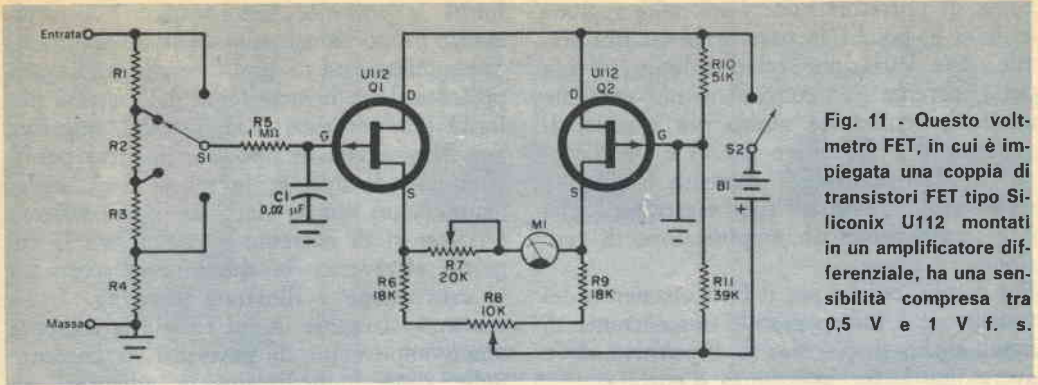 Entrata
R1
R2
R3
R4
Massa
S1
R5
1 MΩ
C1
0,02 µF
U112
Q1
D
G
S
R6
18K
R7
20K
M1
R8
10K
R9
18K
U112
Q2
D
G
S
R10
51K
R11
39K
S2
B1
+
Fig. 11 - Questo volt-
metro FET, in cui è im-
piegata una coppia di
transistori FET tipo Si-
liconix U112 montati
in un amplificatore dif-
ferenziale, ha una sen-
sibilità compresa tra
0,5 V e 1 V f. s.